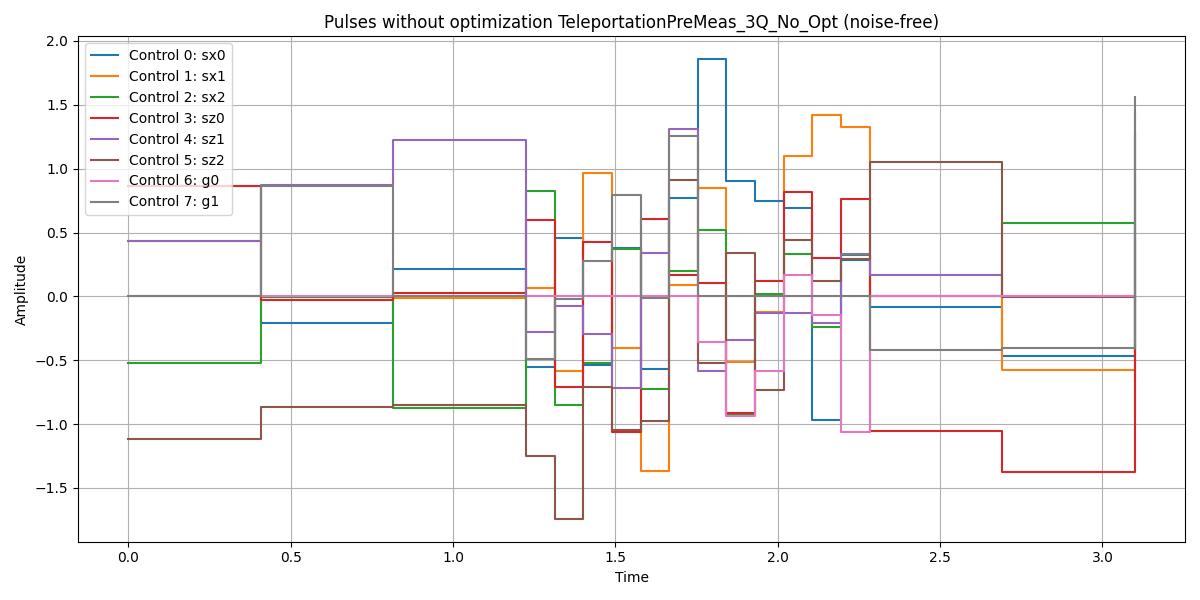 Pulses without optimization TeleportationPreMeas_3Q_No_Opt (noise-free)
2.0
1.5
1.0
0.5
0.0
−0.5
−1.0
−1.5
Amplitude
Control 0: sx0
Control 1: sx1
Control 2: sx2
Control 3: sz0
Control 4: sz1
Control 5: sz2
Control 6: g0
Control 7: g1
0.0 0.5 1.0 1.5 2.0 2.5 3.0
Time